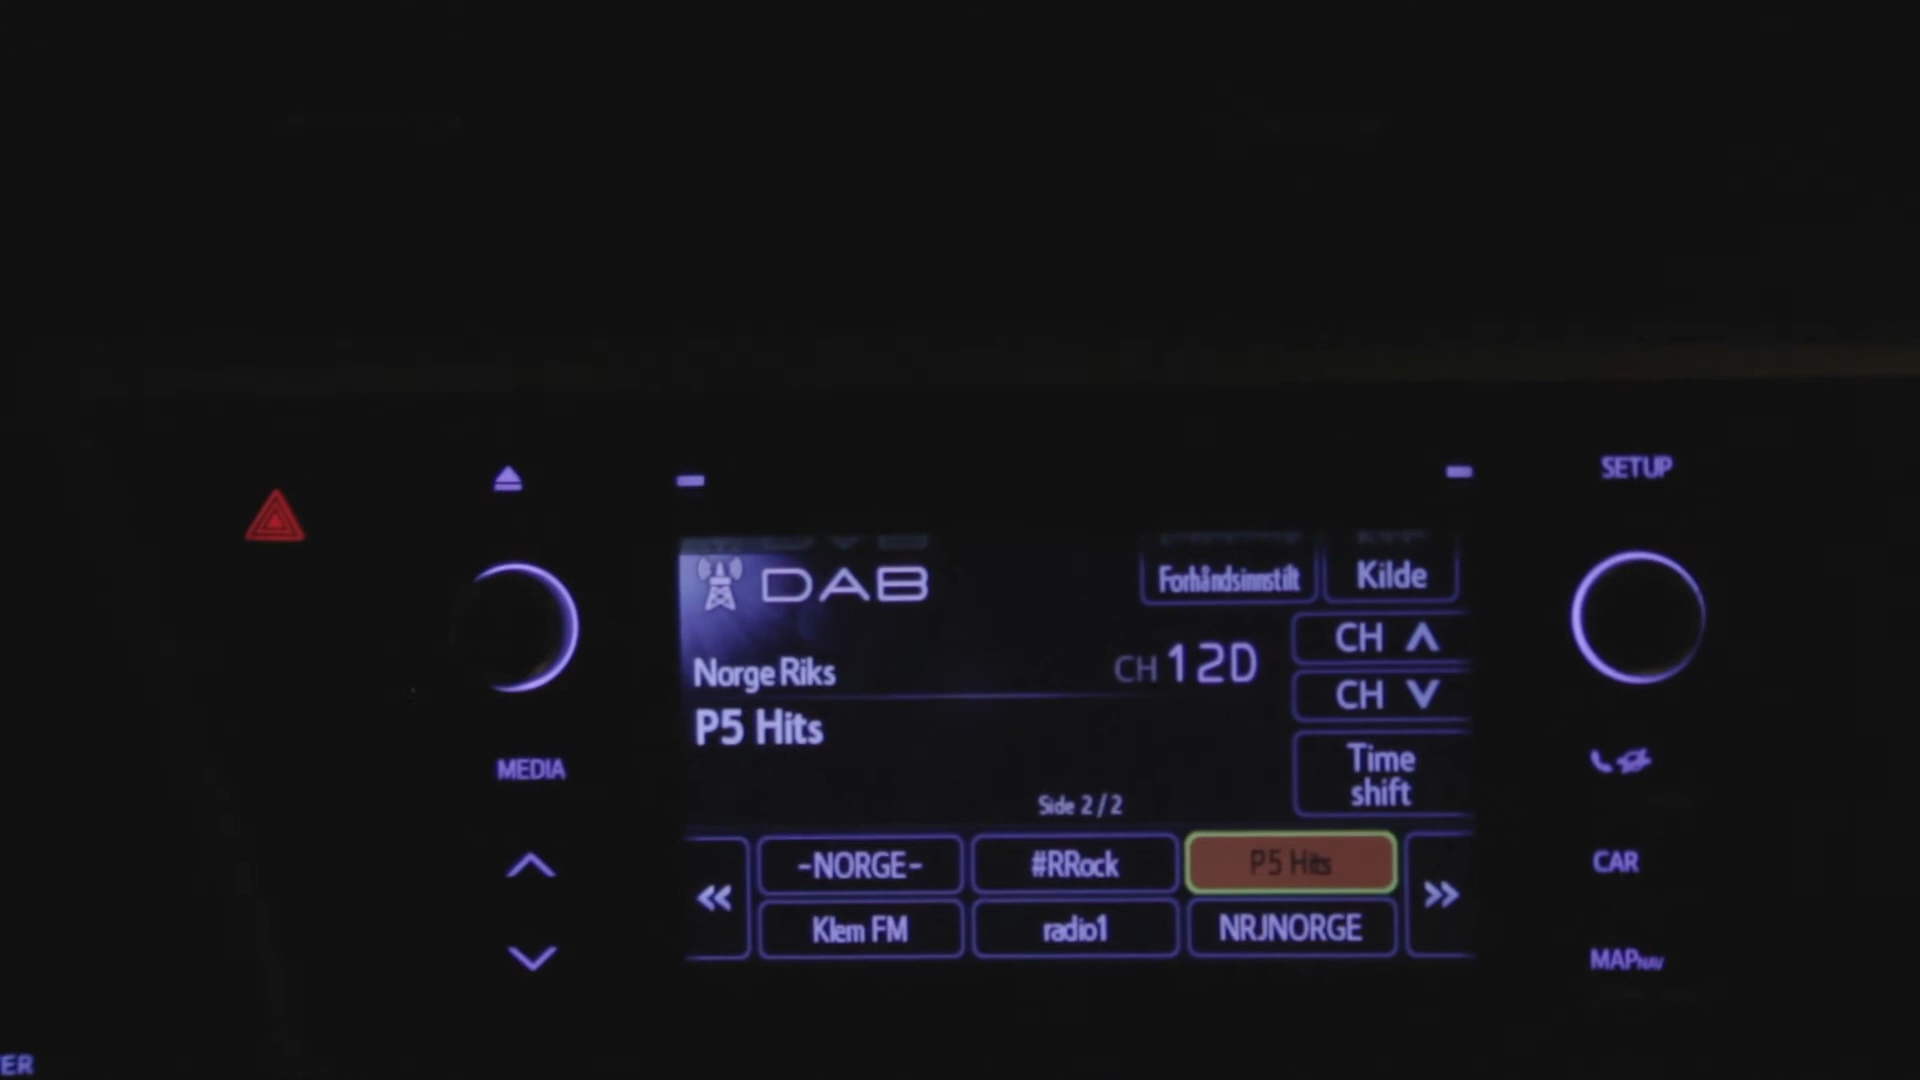 SETUP
DAB
Forhåndsinnstilt
Kilde
Norge Riks
CH 12D
CH
CH
P5 Hits
Time
shift
MEDIA
Side 2 / 2
-NORGE-
#RRock
P5 Hits
CAR
Klem FM
radio1
NRJNORGE
MAPNAV
ER